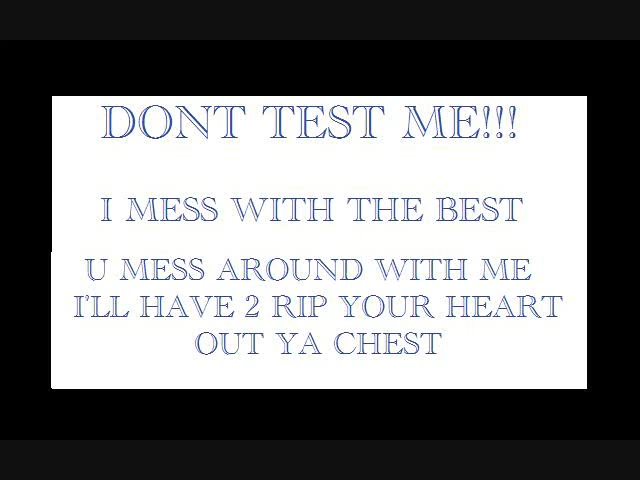 DONT TEST ME!!!
I MESS WITH THE BEST
U MESS AROUND WITH ME
I'LL HAVE 2 RIP YOUR HEART
OUT YA CHEST